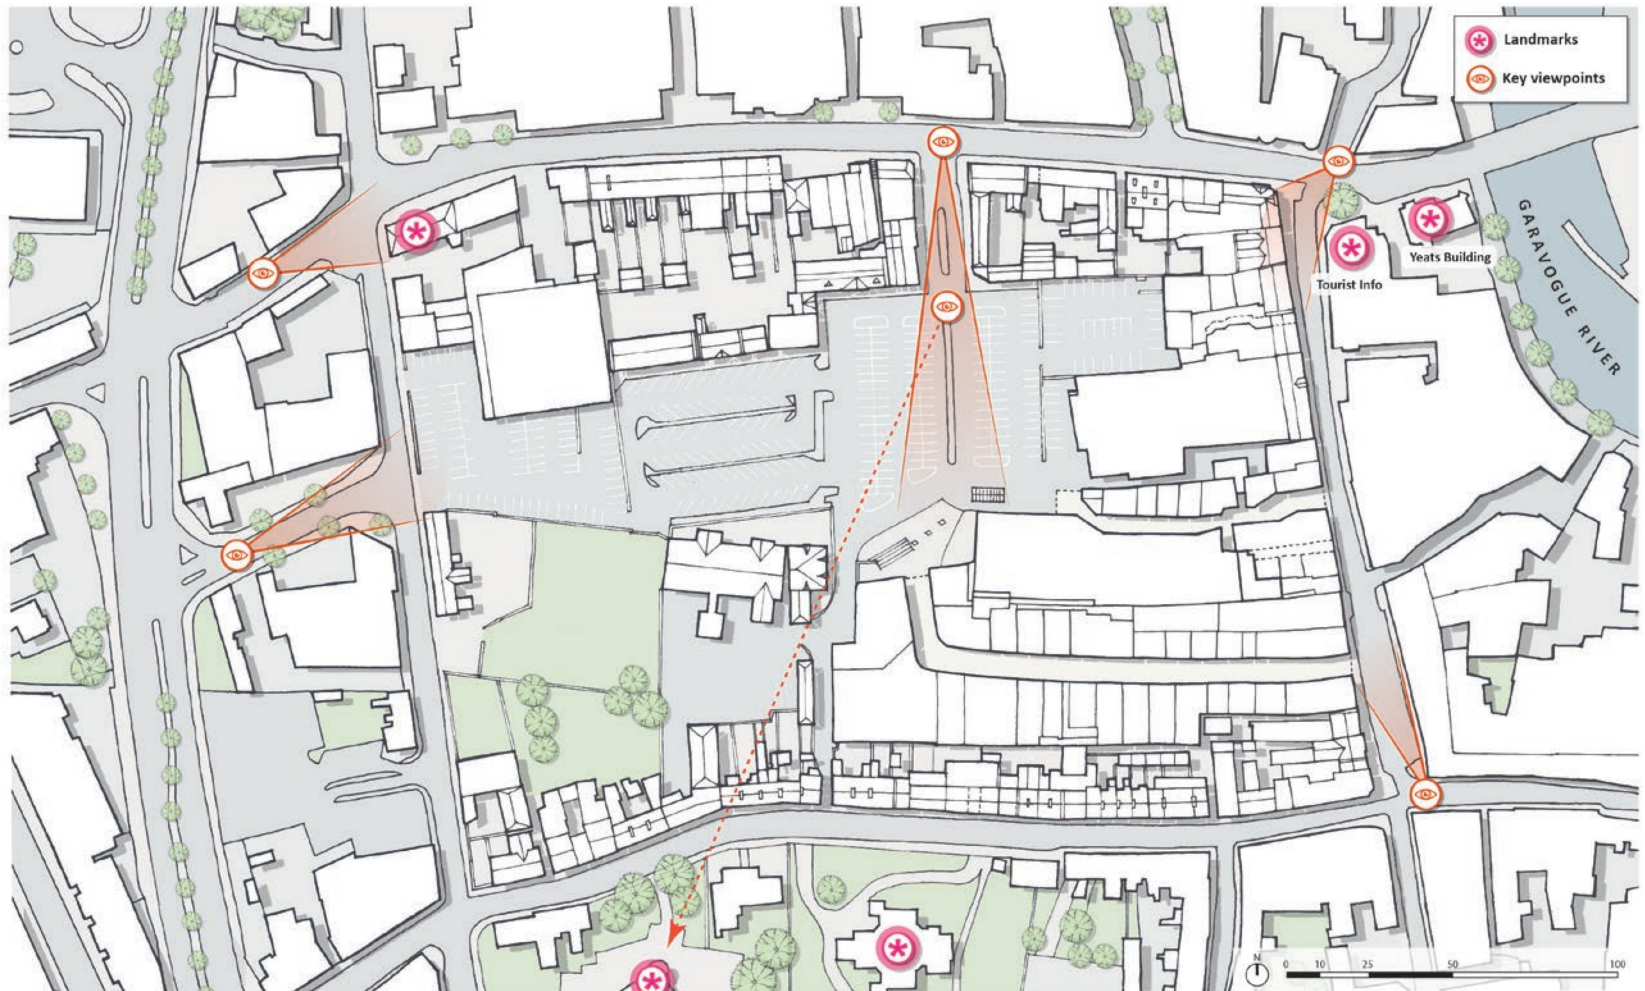 Landmarks
Key viewpoints
Yeats Building
Tourist Info
GARAVOGUE RIVER
N
0 10 25 50 100